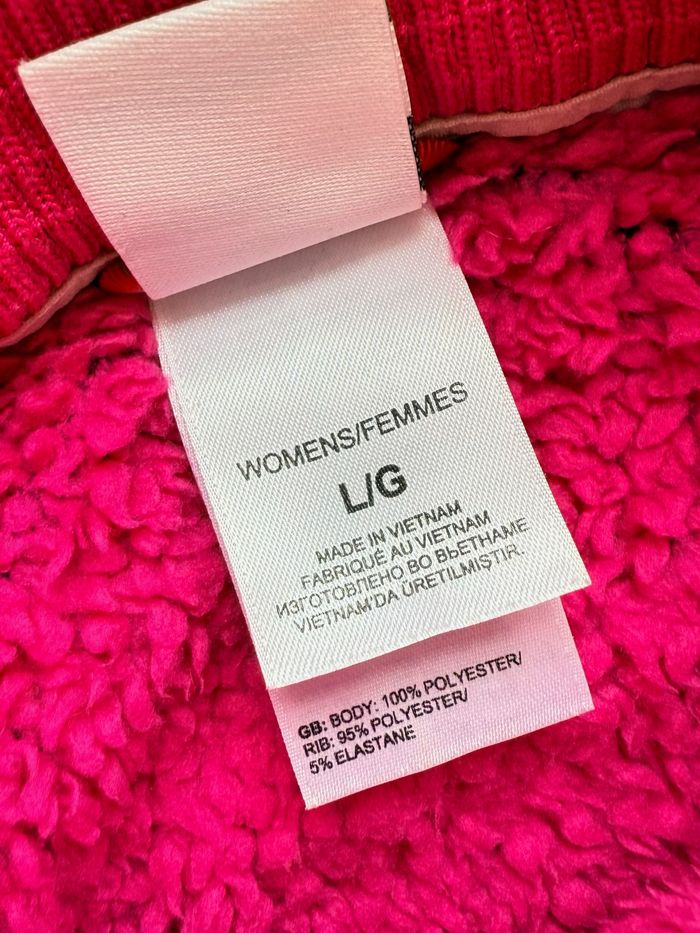 WOMENS/FEMMES
L/G
MADE IN VIETNAM
FABRIQUÉ AU VIETNAM
ИЗГОТОВЛЕНО ВО ВЬЕТНАМЕ
VIETNAM'DA ÜRETILMIŞTIR.
GB: BODY: 100% POLYESTER/
RIB: 95% POLYESTER/
5% ELASTANE